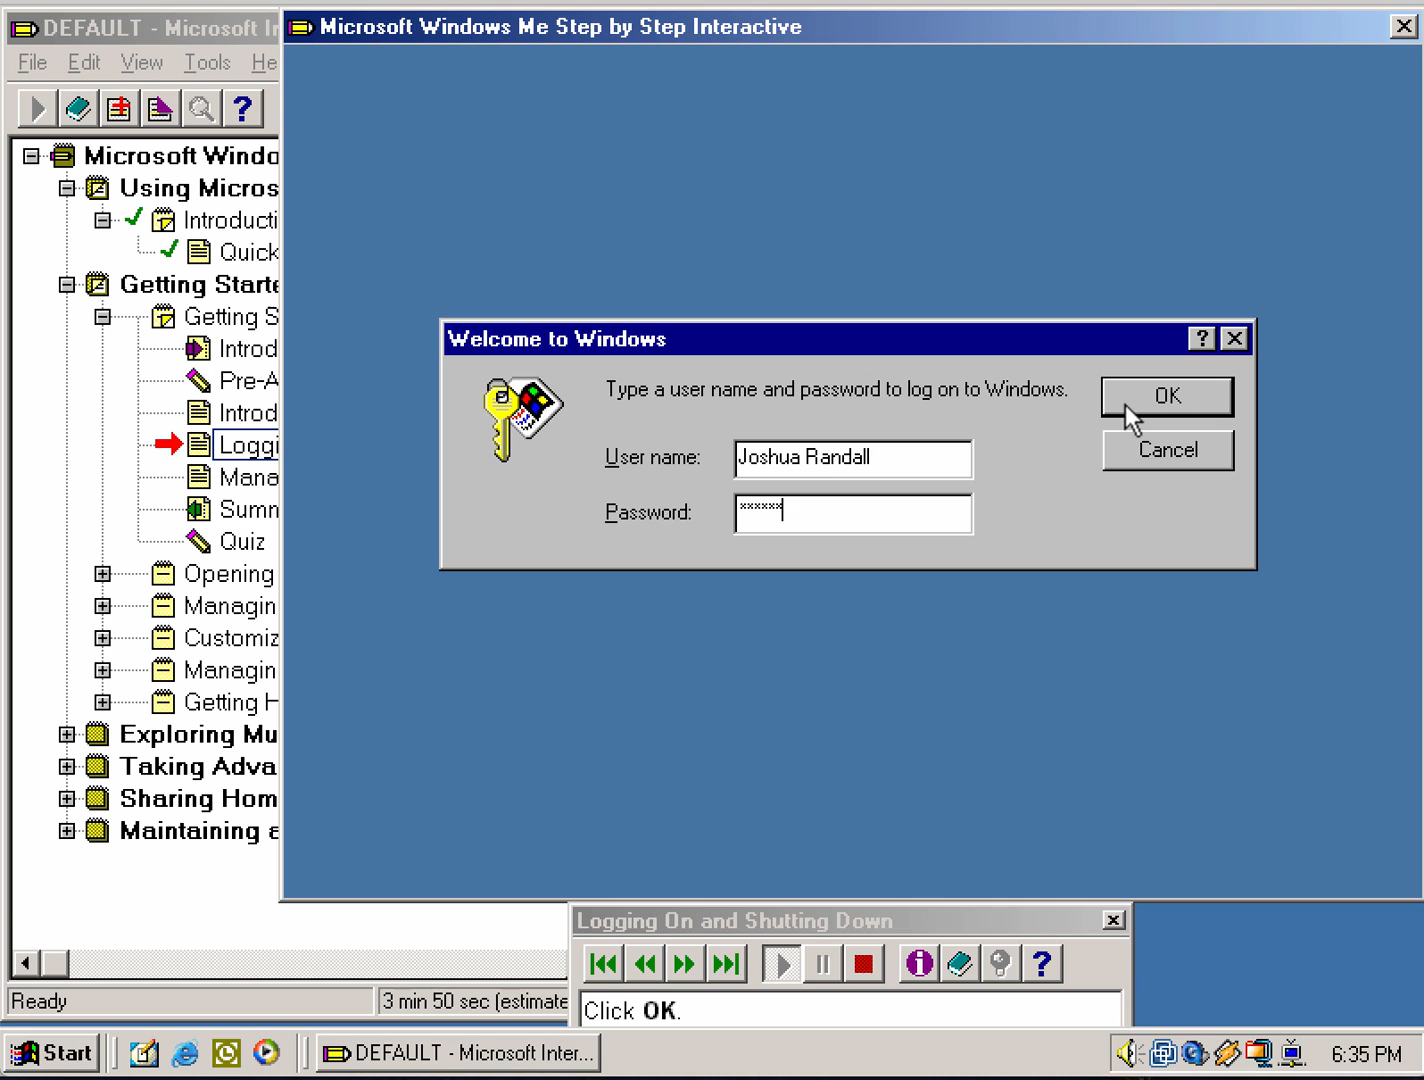 DEFAULT - Microsoft In
Microsoft Windows Me Step by Step Interactive
File Edit View Tools He
Microsoft Windo
Using Micros
Introducti
Quick
Getting Starte
Getting S
Introd
Pre-A
Introd
Loggi
Mana
Summ
Quiz
Opening
Managin
Customiz
Managin
Getting H
Exploring Mu
Taking Adva
Sharing Hom
Maintaining a
Welcome to Windows
Type a user name and password to log on to Windows.
OK
User name: Joshua Randall
Cancel
Password: ******
Logging On and Shutting Down
Click OK.
Ready
3 min 50 sec (estimate
Start
DEFAULT - Microsoft Inter...
6:35 PM